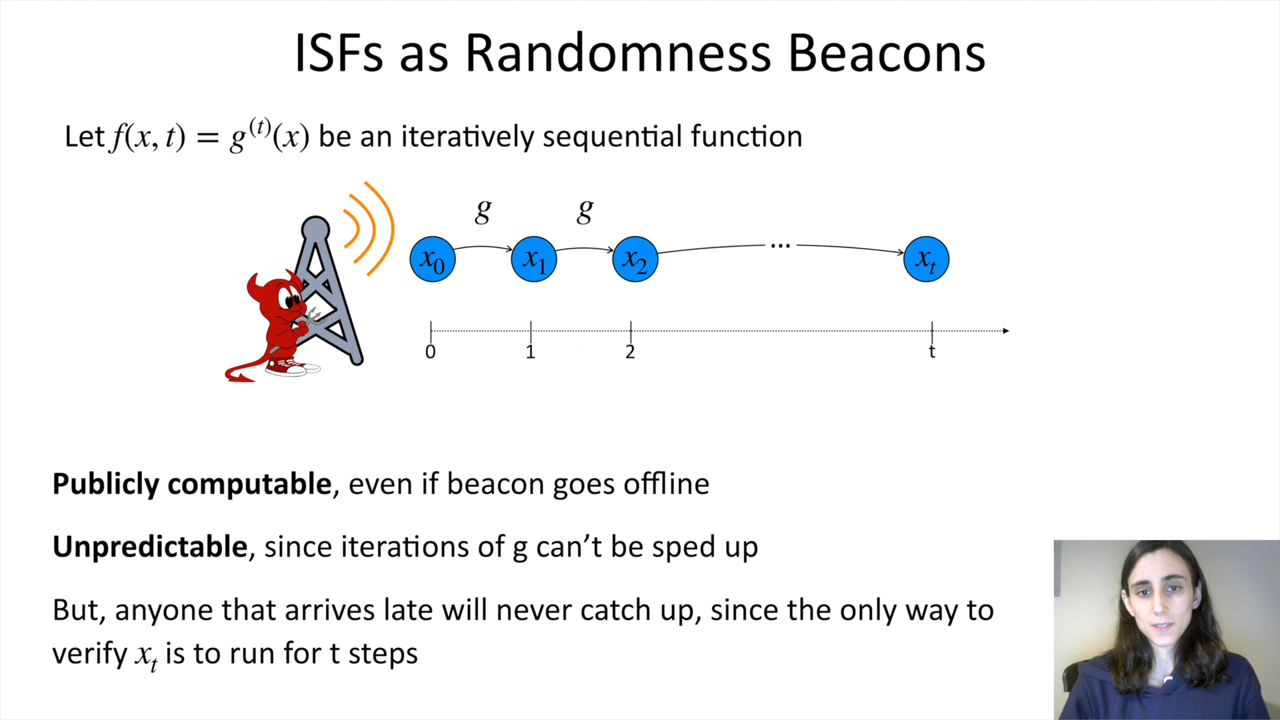 ISFs as Randomness Beacons
Let f(x, t) = g⁽ᵗ⁾(x) be an iteratively sequential function
g g
x₀ x₁ x₂ ... xₜ
0 1 2 t
Publicly computable, even if beacon goes offline
Unpredictable, since iterations of g can’t be sped up
But, anyone that arrives late will never catch up, since the only way to
verify xₜ is to run for t steps